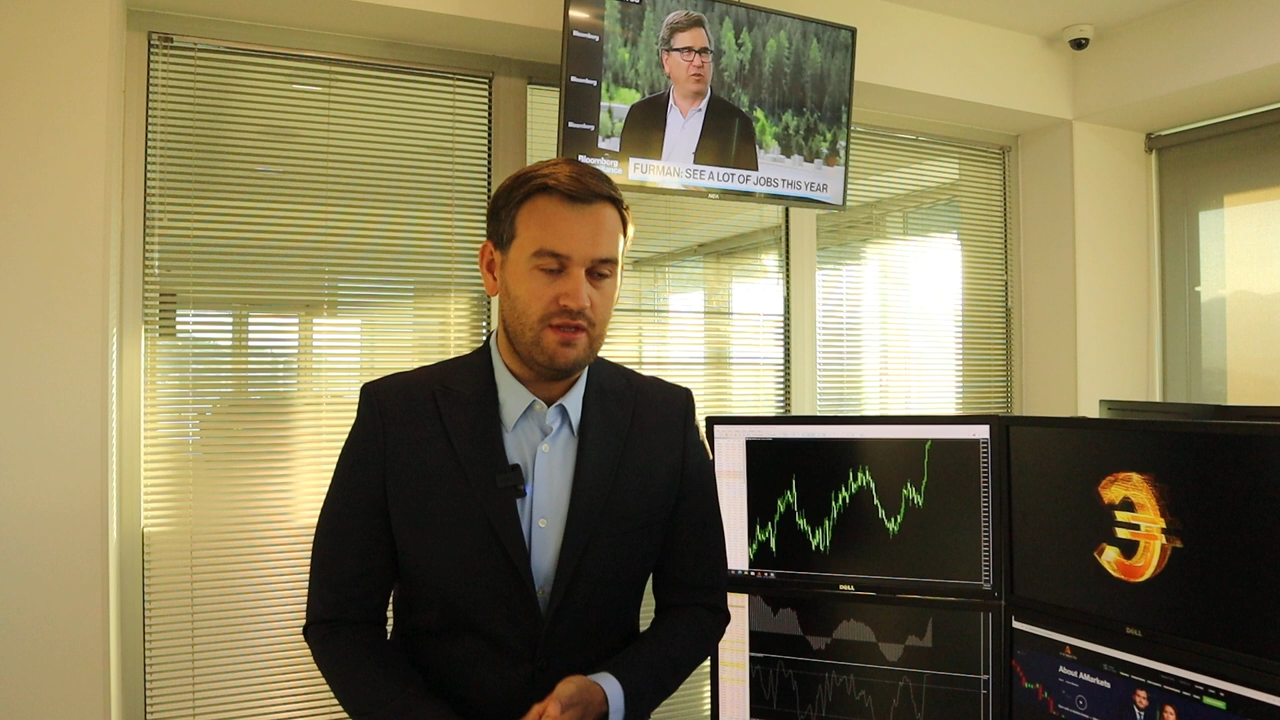 Bloomberg
Bloomberg
Bloomberg
Bloomberg
FURMAN: SEE A LOT OF JOBS THIS YEAR
DELL
DELL
About AMarkets